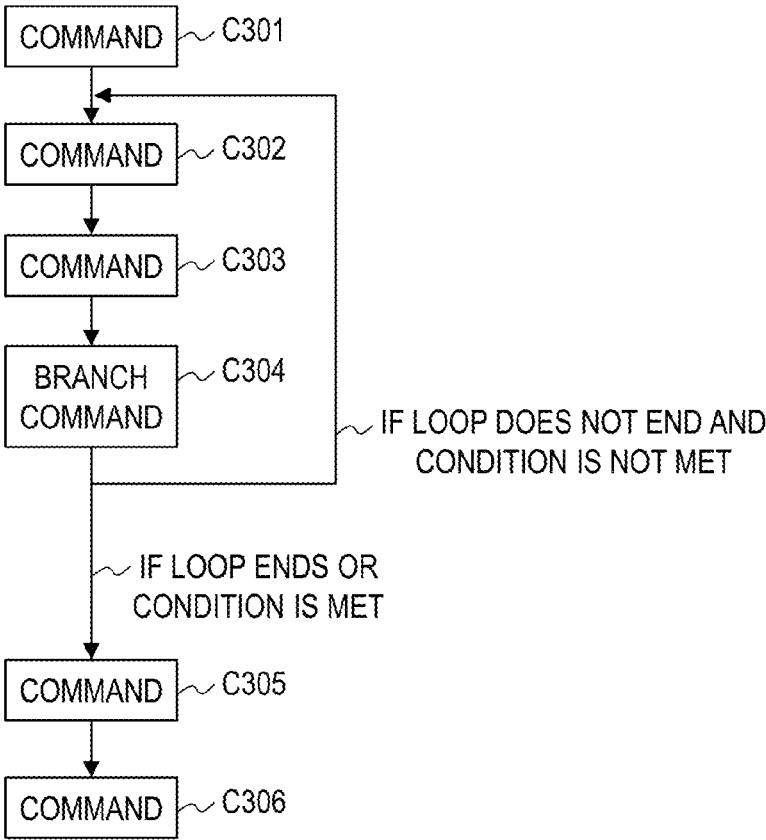 COMMAND C301
COMMAND C302
COMMAND C303
BRANCH C304
COMMAND
IF LOOP DOES NOT END AND
CONDITION IS NOT MET
IF LOOP ENDS OR
CONDITION IS MET
COMMAND C305
COMMAND C306